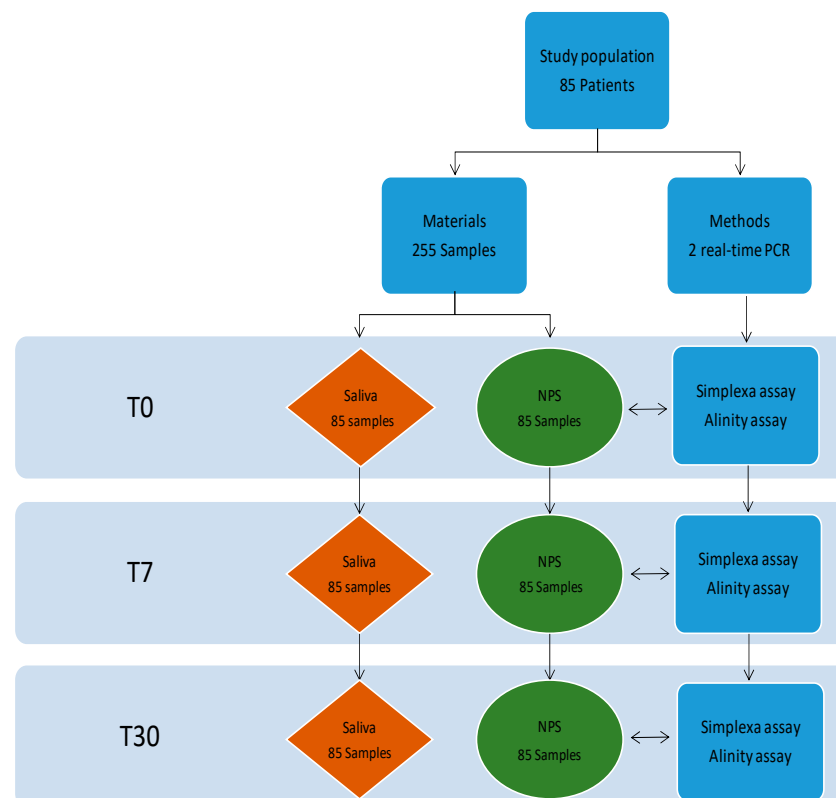 Study population
85 Patients
Materials
255 Samples
Methods
2 real-time PCR
T0
Saliva
85 samples
NPS
85 Samples
Simplexa assay
Alinity assay
T7
Saliva
85 samples
NPS
85 Samples
Simplexa assay
Alinity assay
T30
Saliva
85 Samples
NPS
85 Samples
Simplexa assay
Alinity assay